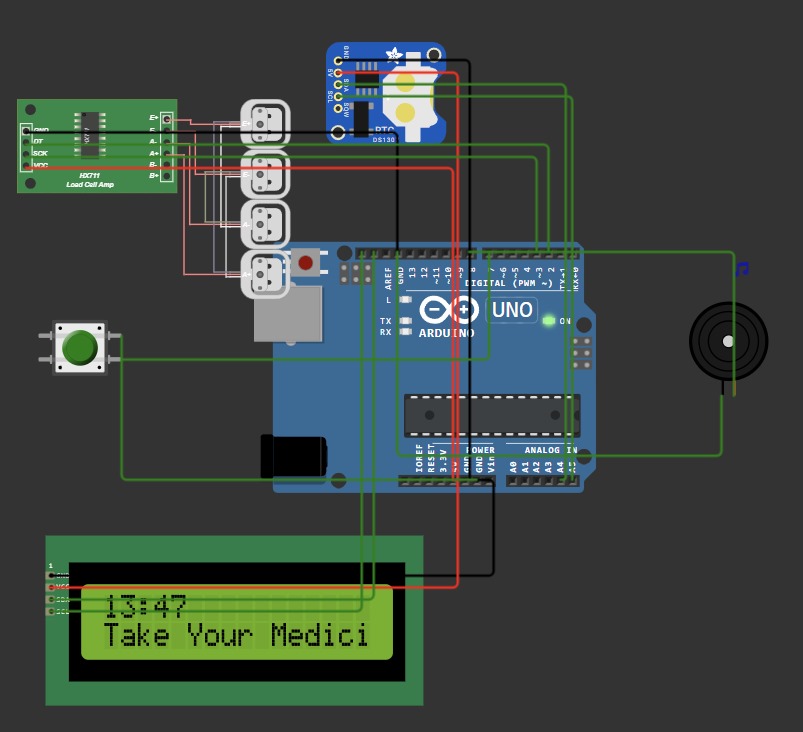 GND
5V
SDA
SCL
SQW
RTC
DS130
GND
DT
SCK
VCC
HX711
HX711
Load Cell Amp
E+
E-
A-
A+
B-
B+
E+
E-
A-
A+
AREF
GND
13
12
~11
~10
~9
8
7
~6
~5
4
~3
2
TX→1
RX←0
DIGITAL (PWM ~)
L
TX
RX
UNO
ON
ARDUINO
IOREF
RESET
3.3V
5V
GND
GND
Vin
POWER
ANALOG IN
A0
A1
A2
A3
A4
A5
1
GND
VCC
SDA
SCL
13:47
Take Your Medici